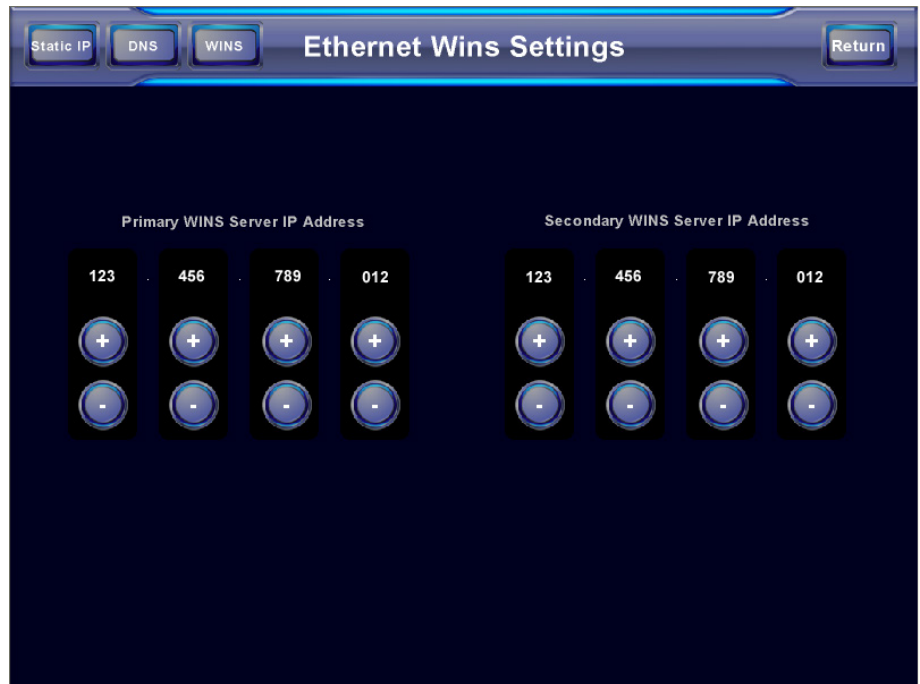 Static IP DNS WINS Ethernet Wins Settings Return
Primary WINS Server IP Address Secondary WINS Server IP Address
123 . 456 . 789 . 012 123 . 456 . 789 . 012
+ + + + + + + +
- - - - - - - -